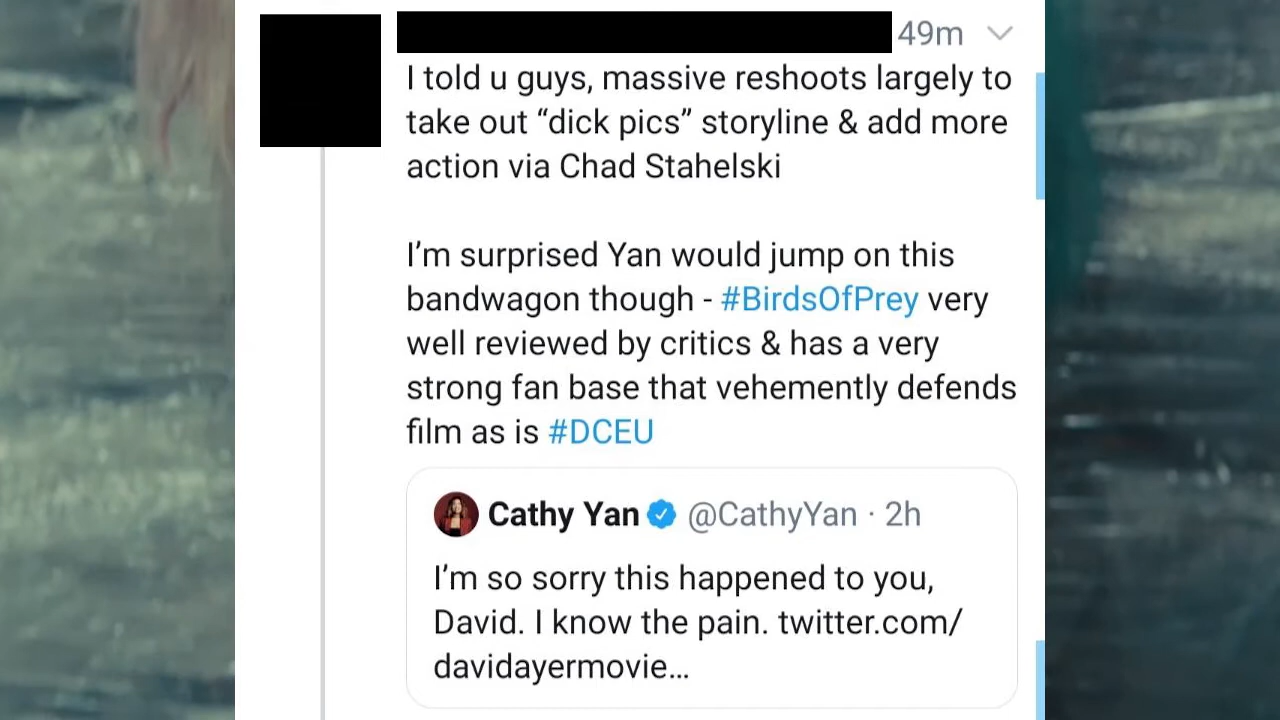 49m
I told u guys, massive reshoots largely to
take out “dick pics” storyline & add more
action via Chad Stahelski
I’m surprised Yan would jump on this
bandwagon though - #BirdsOfPrey very
well reviewed by critics & has a very
strong fan base that vehemently defends
film as is #DCEU
Cathy Yan @CathyYan · 2h
I’m so sorry this happened to you,
David. I know the pain. twitter.com/
davidayermovie…